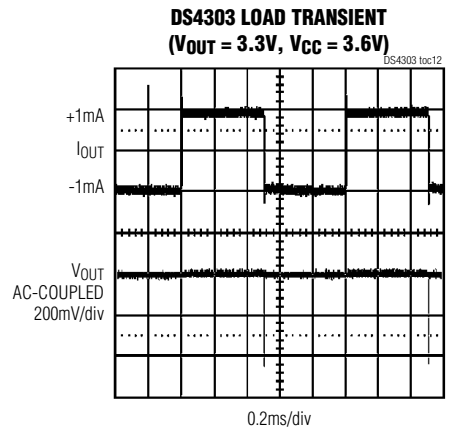 DS4303 LOAD TRANSIENT
(VOUT = 3.3V, VCC = 3.6V)
DS4303 toc12
+1mA
IOUT
-1mA
VOUT
AC-COUPLED
200mV/div
0.2ms/div